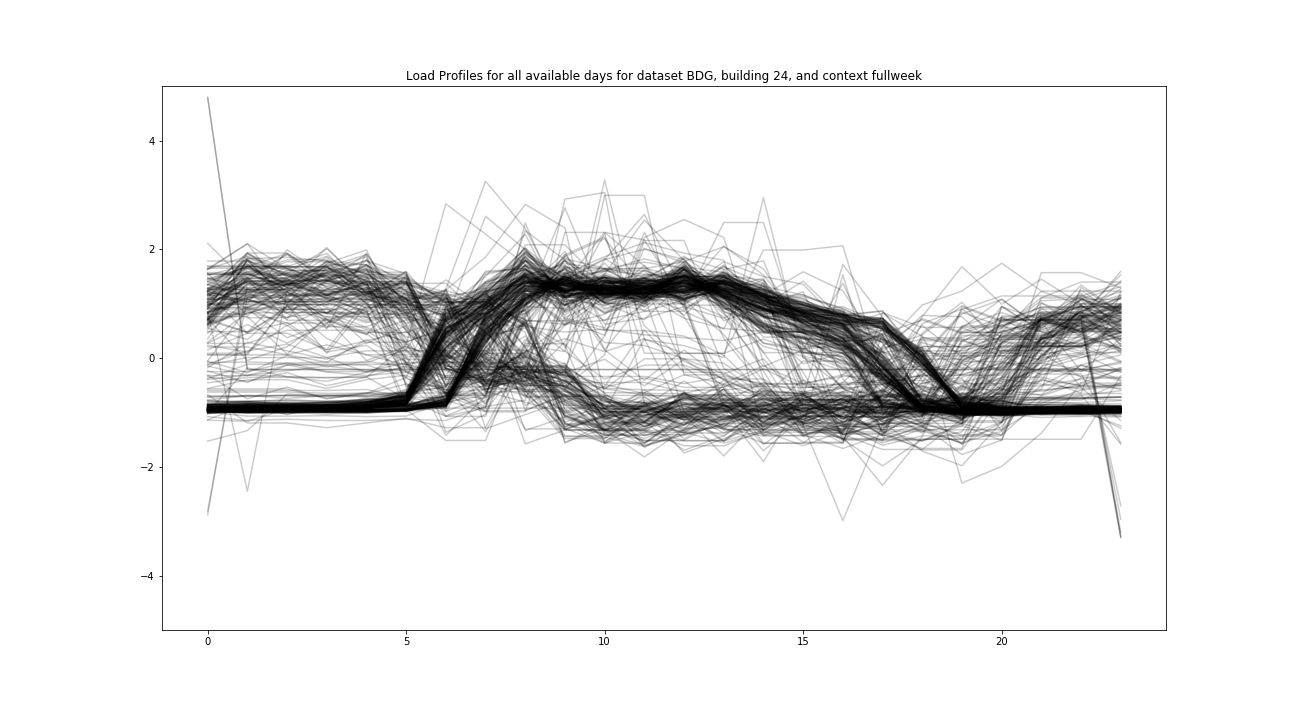 Load Profiles for all available days for dataset BDG, building 24, and context fullweek
4
2
0
−2
−4
0 5 10 15 20